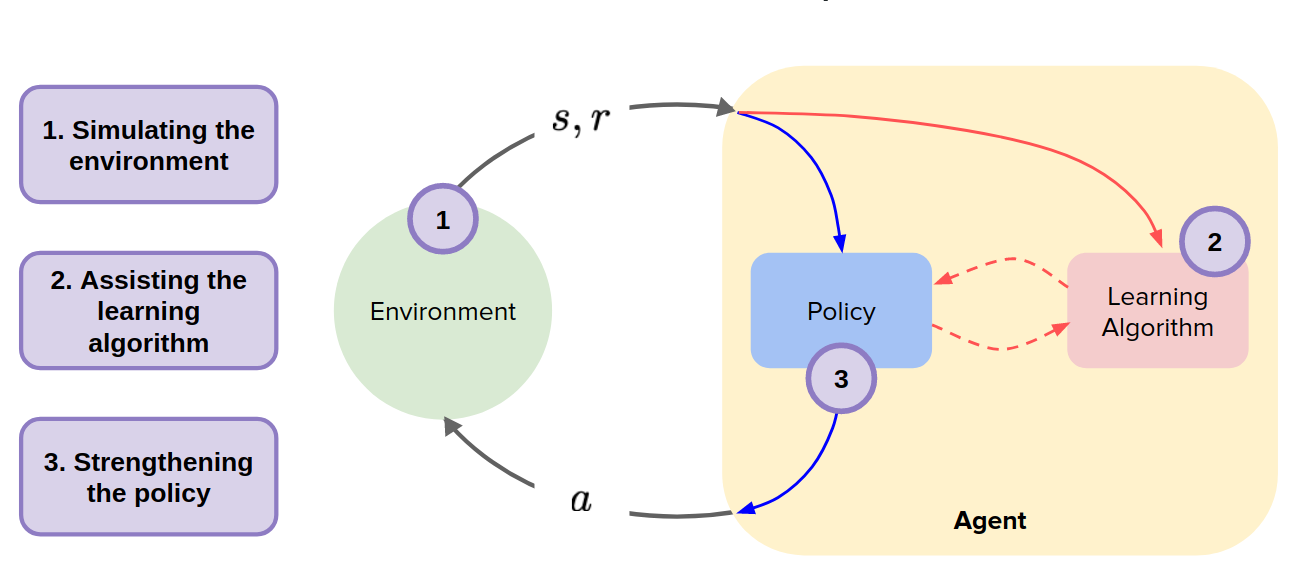 1. Simulating the
environment
2. Assisting the
learning
algorithm
3. Strengthening
the policy
s, r
1
Environment
a
2
Policy
Learning
Algorithm
3
Agent